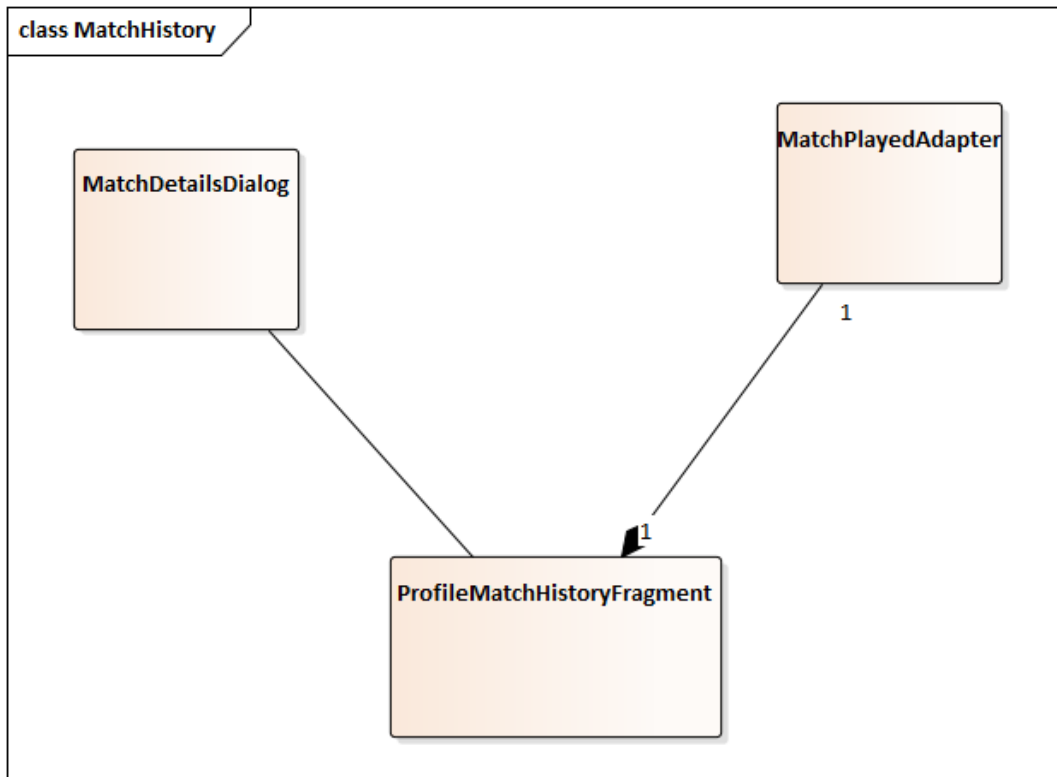 class MatchHistory
MatchPlayedAdapter
MatchDetailsDialog
1
1
ProfileMatchHistoryFragment